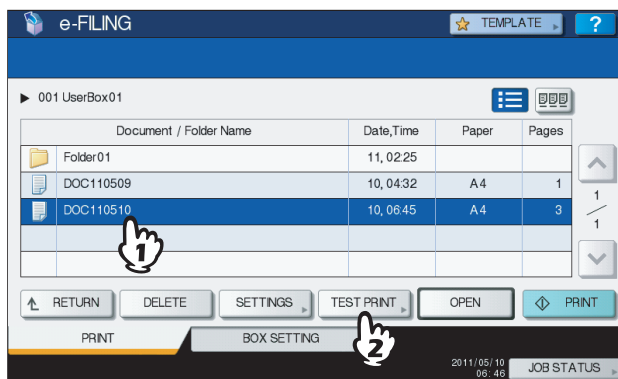 e-FILING
TEMPLATE
?
001 UserBox01
Document / Folder Name Date,Time Paper Pages
Folder01 11, 02:25
DOC110509 10, 04:32 A4 1
DOC110510 10, 06:45 A4 3
1
1
1
RETURN DELETE SETTINGS TEST PRINT OPEN PRINT
2
PRINT BOX SETTING
2011/05/10
06:46
JOB STATUS